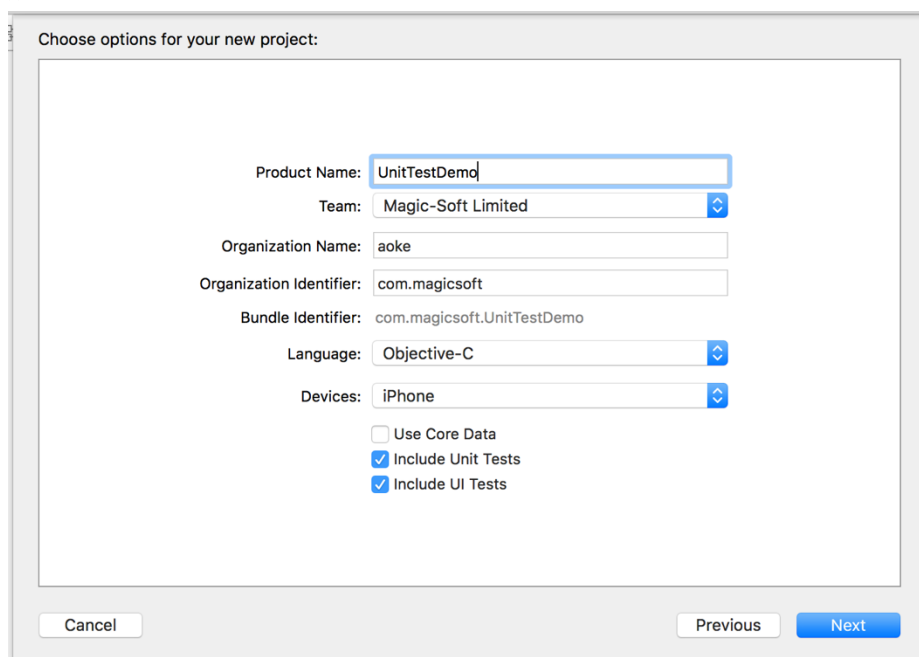 Choose options for your new project:
Product Name: UnitTestDemo
Team: Magic-Soft Limited
Organization Name: aoke
Organization Identifier: com.magicsoft
Bundle Identifier: com.magicsoft.UnitTestDemo
Language: Objective-C
Devices: iPhone
Use Core Data
Include Unit Tests
Include UI Tests
Cancel Previous Next